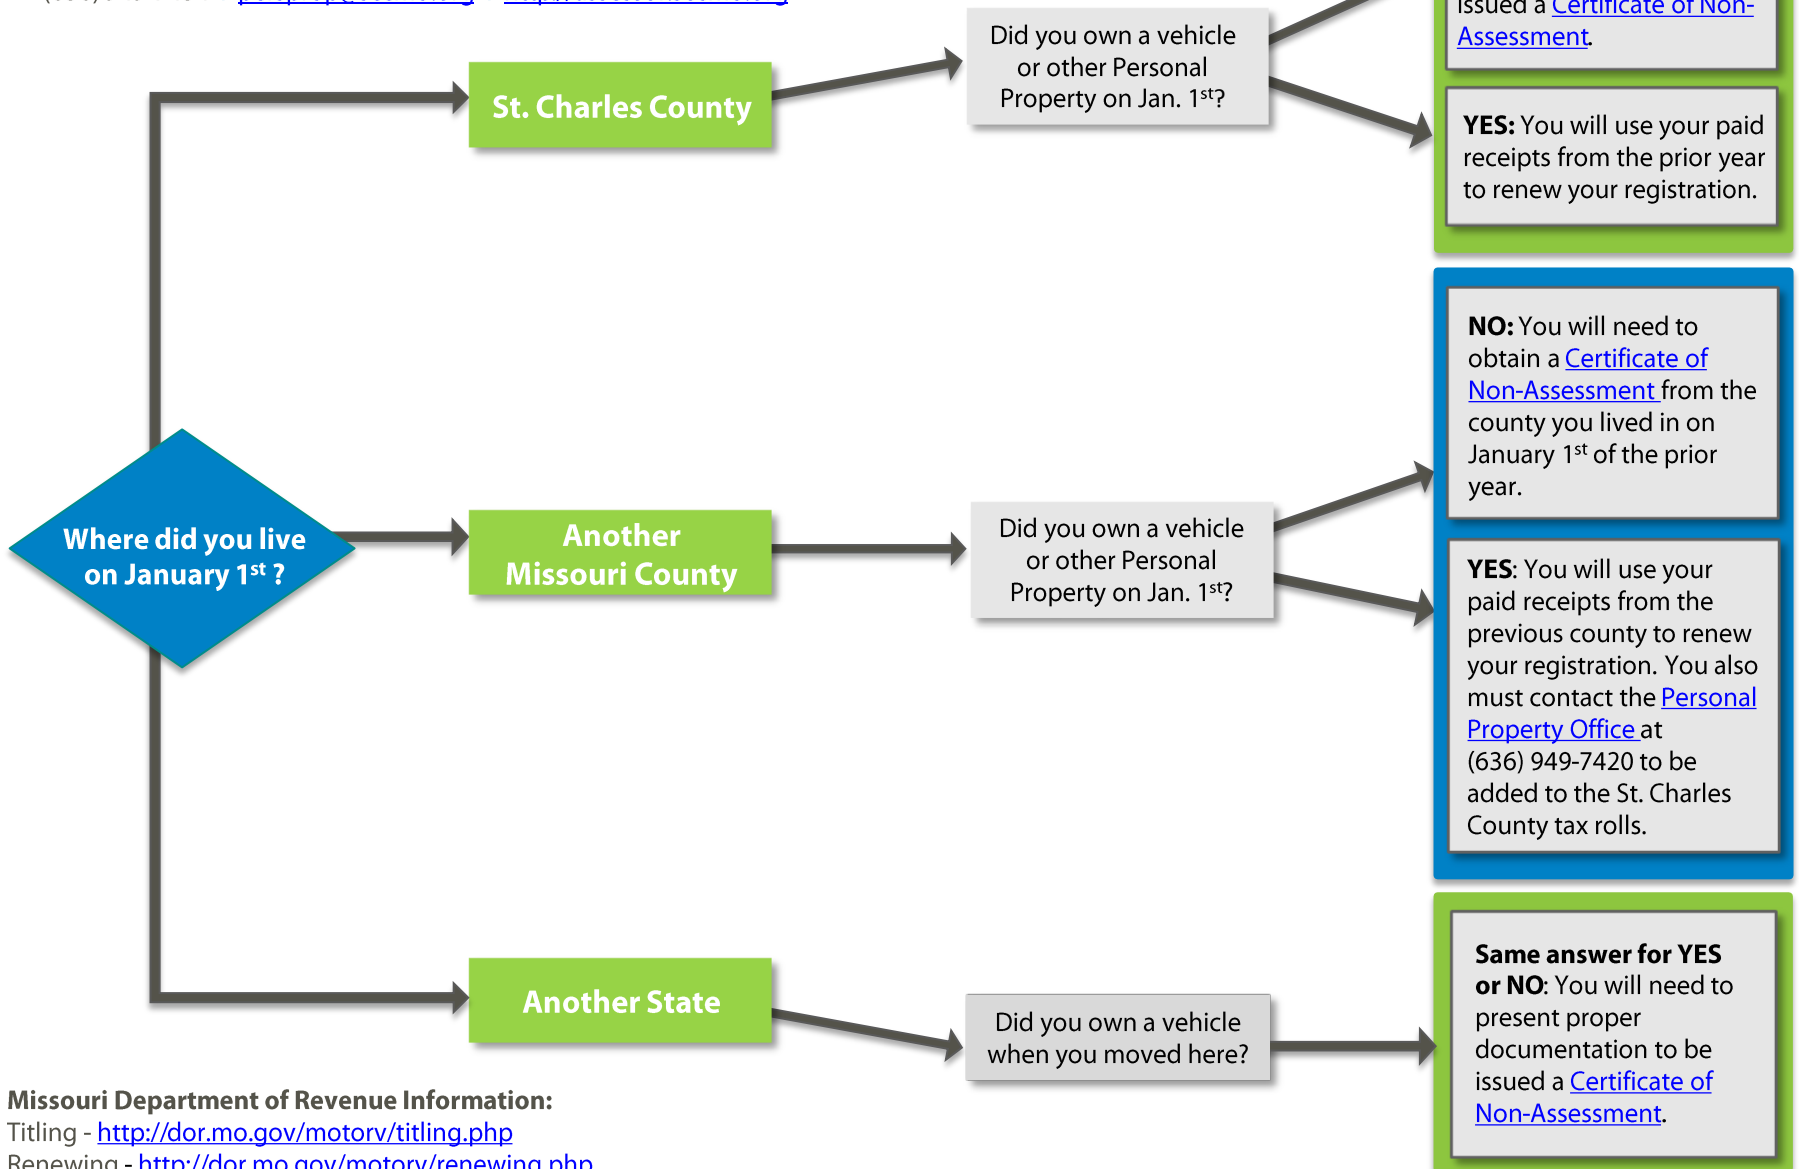 issued a Certificate of Non-
Assessment.
Did you own a vehicle
or other Personal
Property on Jan. 1st?
St. Charles County
YES: You will use your paid
receipts from the prior year
to renew your registration.
NO: You will need to
obtain a Certificate of
Non-Assessment from the
county you lived in on
January 1st of the prior
year.
Where did you live
on January 1st ?
Another
Missouri County
Did you own a vehicle
or other Personal
Property on Jan. 1st?
YES: You will use your
paid receipts from the
previous county to renew
your registration. You also
must contact the Personal
Property Office at
(636) 949-7420 to be
added to the St. Charles
County tax rolls.
Another State
Did you own a vehicle
when you moved here?
Same answer for YES
or NO: You will need to
present proper
documentation to be
issued a Certificate of
Non-Assessment.
Missouri Department of Revenue Information:
Titling - http://dor.mo.gov/motorv/titling.php
Renewing - http://dor.mo.gov/motorv/renewing.php